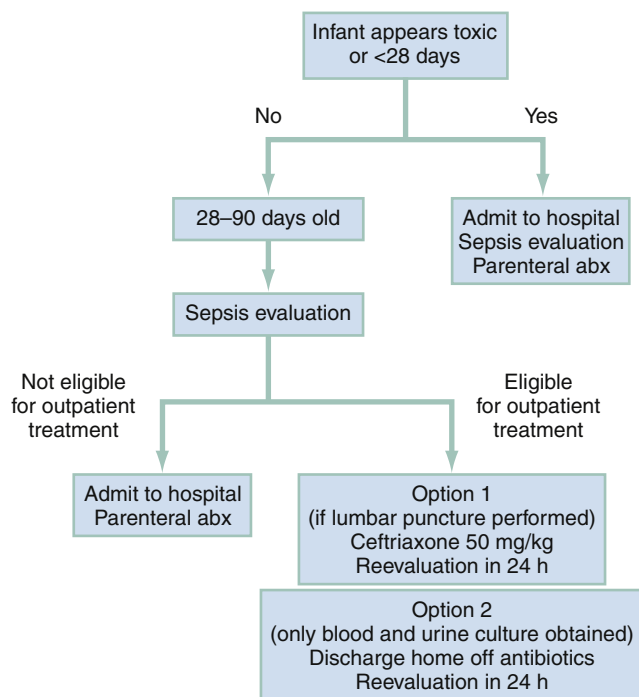 Infant appears toxic
or <28 days
No
Yes
28–90 days old
Admit to hospital
Sepsis evaluation
Parenteral abx
Sepsis evaluation
Not eligible
for outpatient
treatment
Eligible
for outpatient
treatment
Admit to hospital
Parenteral abx
Option 1
(if lumbar puncture performed)
Ceftriaxone 50 mg/kg
Reevaluation in 24 h
Option 2
(only blood and urine culture obtained)
Discharge home off antibiotics
Reevaluation in 24 h